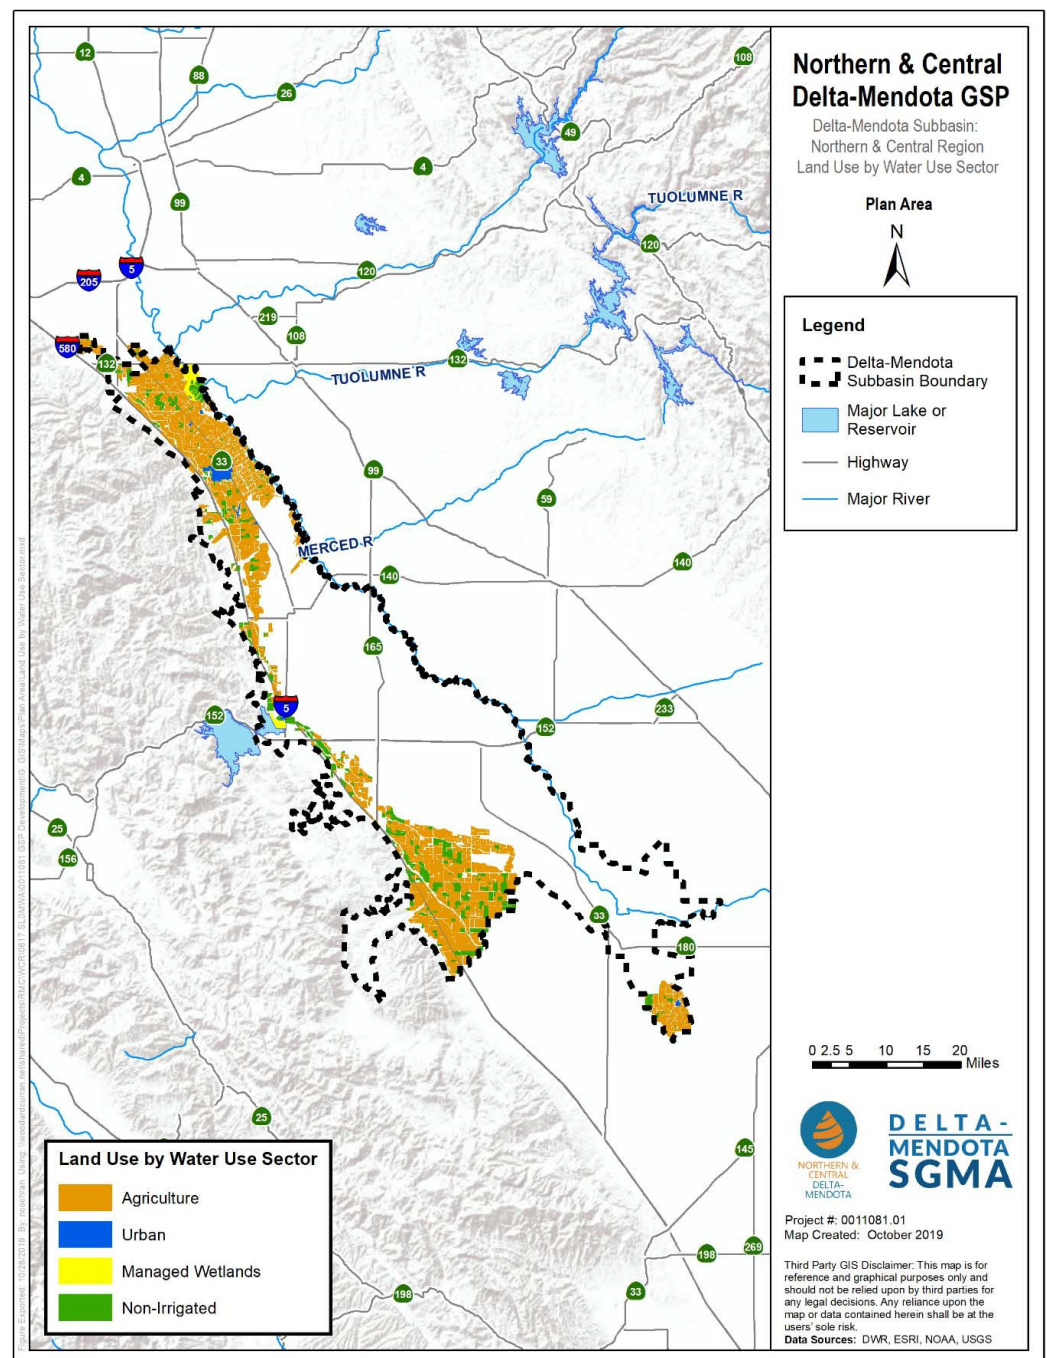 Northern & Central
Delta-Mendota GSP
Delta-Mendota Subbasin:
Northern & Central Region
Land Use by Water Use Sector
Plan Area
N
Legend
Delta-Mendota
Subbasin Boundary
Major Lake or
Reservoir
Highway
Major River
0 2.5 5 10 15 20
Miles
NORTHERN &
CENTRAL
DELTA-
MENDOTA
DELTA-
MENDOTA
SGMA
Project #: 0011081.01
Map Created: October 2019
Third Party GIS Disclaimer: This map is for
reference and graphical purposes only and
should not be relied upon by third parties for
any legal decisions. Any reliance upon the
map or data contained herein shall be at the
users' sole risk.
Data Sources: DWR, ESRI, NOAA, USGS
12
88
108
26
49
4
4
99
TUOLUMNE R
120
5
205
120
219
108
580
132
132
TUOLUMNE R
33
99
59
MERCED R
140
140
165
5
152
233
152
25
156
33
180
25
145
198
269
198
33
Land Use by Water Use Sector
Agriculture
Urban
Managed Wetlands
Non-Irrigated